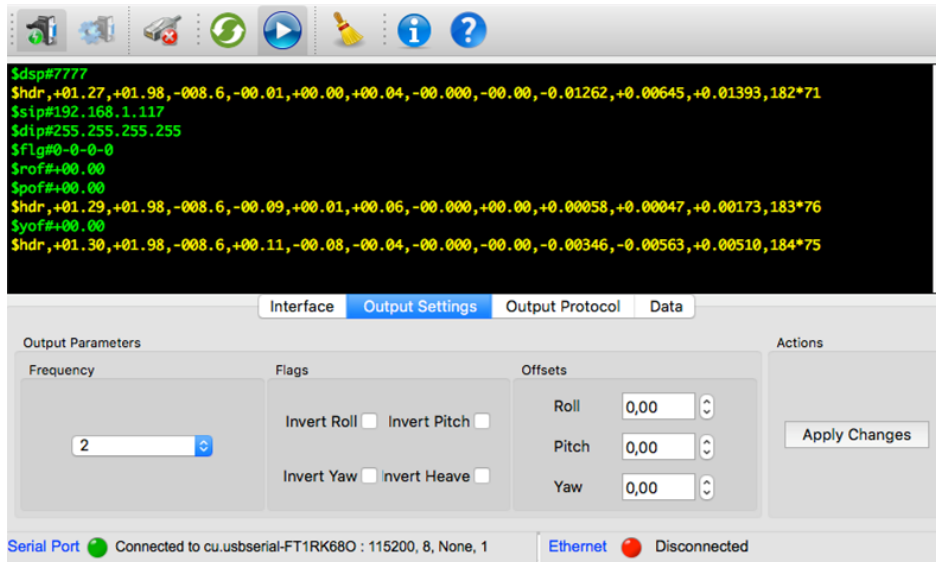 $dsp#7777
$hdr,+01.27,+01.98,-008.6,-00.01,+00.00,+00.04,-00.000,-00.00,-0.01262,+0.00645,+0.01393,182*71
$sip#192.168.1.117
$dip#255.255.255.255
$flg#0-0-0-0
$rof#+00.00
$pof#+00.00
$hdr,+01.29,+01.98,-008.6,-00.09,+00.01,+00.06,-00.000,+00.00,+0.00058,+0.00047,+0.00173,183*76
$yof#+00.00
$hdr,+01.30,+01.98,-008.6,+00.11,-00.08,-00.04,-00.000,-00.00,-0.00346,-0.00563,+0.00510,184*75
Interface Output Settings Output Protocol Data
Output Parameters
Actions
Frequency
Flags
Offsets
2
Invert Roll Invert Pitch
Invert Yaw Invert Heave
Roll 0,00
Pitch 0,00
Yaw 0,00
Apply Changes
Serial Port Connected to cu.usbserial-FT1RK68O : 115200, 8, None, 1 Ethernet Disconnected